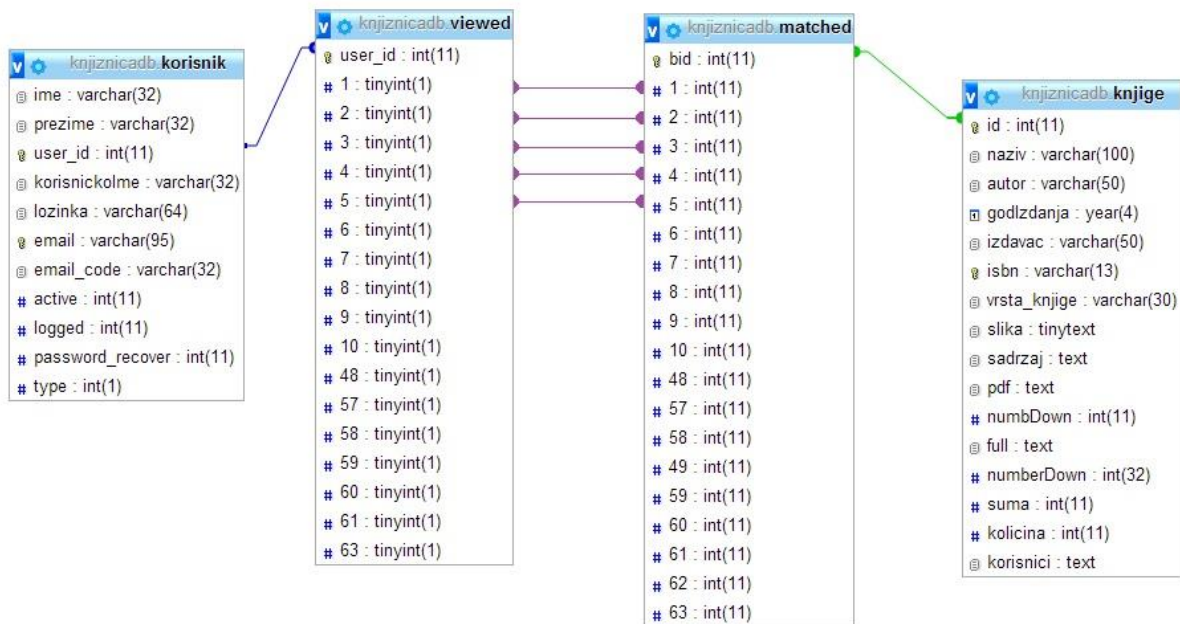 v knjiznicadb.korisnik
ime : varchar(32)
prezime : varchar(32)
user_id : int(11)
korisnickoIme : varchar(32)
lozinka : varchar(64)
email : varchar(95)
email_code : varchar(32)
# active : int(11)
# logged : int(11)
# password_recover : int(11)
# type : int(1)
v knjiznicadb.viewed
user_id : int(11)
# 1 : tinyint(1)
# 2 : tinyint(1)
# 3 : tinyint(1)
# 4 : tinyint(1)
# 5 : tinyint(1)
# 6 : tinyint(1)
# 7 : tinyint(1)
# 8 : tinyint(1)
# 9 : tinyint(1)
# 10 : tinyint(1)
# 48 : tinyint(1)
# 57 : tinyint(1)
# 58 : tinyint(1)
# 59 : tinyint(1)
# 60 : tinyint(1)
# 61 : tinyint(1)
# 63 : tinyint(1)
v knjiznicadb.matched
bid : int(11)
# 1 : int(11)
# 2 : int(11)
# 3 : int(11)
# 4 : int(11)
# 5 : int(11)
# 6 : int(11)
# 7 : int(11)
# 8 : int(11)
# 9 : int(11)
# 10 : int(11)
# 48 : int(11)
# 57 : int(11)
# 58 : int(11)
# 49 : int(11)
# 59 : int(11)
# 60 : int(11)
# 61 : int(11)
# 62 : int(11)
# 63 : int(11)
v knjiznicadb.knjige
id : int(11)
naziv : varchar(100)
autor : varchar(50)
godIzdanja : year(4)
izdavac : varchar(50)
isbn : varchar(13)
vrsta_knjige : varchar(30)
slika : tinytext
sadrzaj : text
pdf : text
# numbDown : int(11)
full : text
# numberDown : int(32)
# suma : int(11)
# kolicina : int(11)
korisnici : text